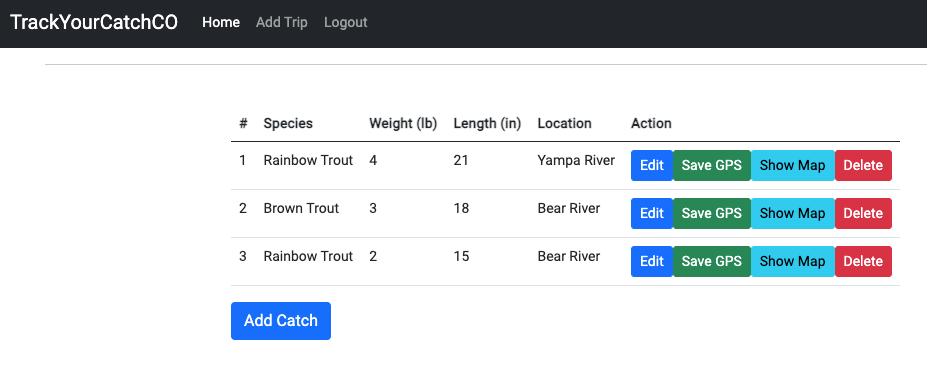 TrackYourCatchCO Home Add Trip Logout
# Species Weight (lb) Length (in) Location Action
1 Rainbow Trout 4 21 Yampa River Edit Save GPS Show Map Delete
2 Brown Trout 3 18 Bear River Edit Save GPS Show Map Delete
3 Rainbow Trout 2 15 Bear River Edit Save GPS Show Map Delete
Add Catch